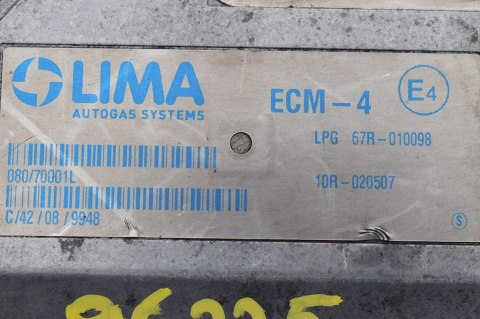 LIMA
AUTOGAS SYSTEMS
ECM-4
E4
LPG 67R-010098
080/70001L
10R-020507
C/42/08/9948
S